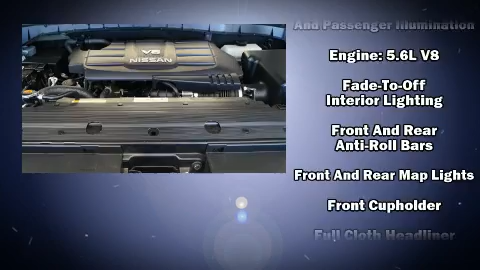 And Passenger Illumination
V8
NISSAN
Engine: 5.6L V8
Fade-To-Off
Interior Lighting
Front And Rear
Anti-Roll Bars
Front And Rear Map Lights
Front Cupholder
Full Cloth Headliner